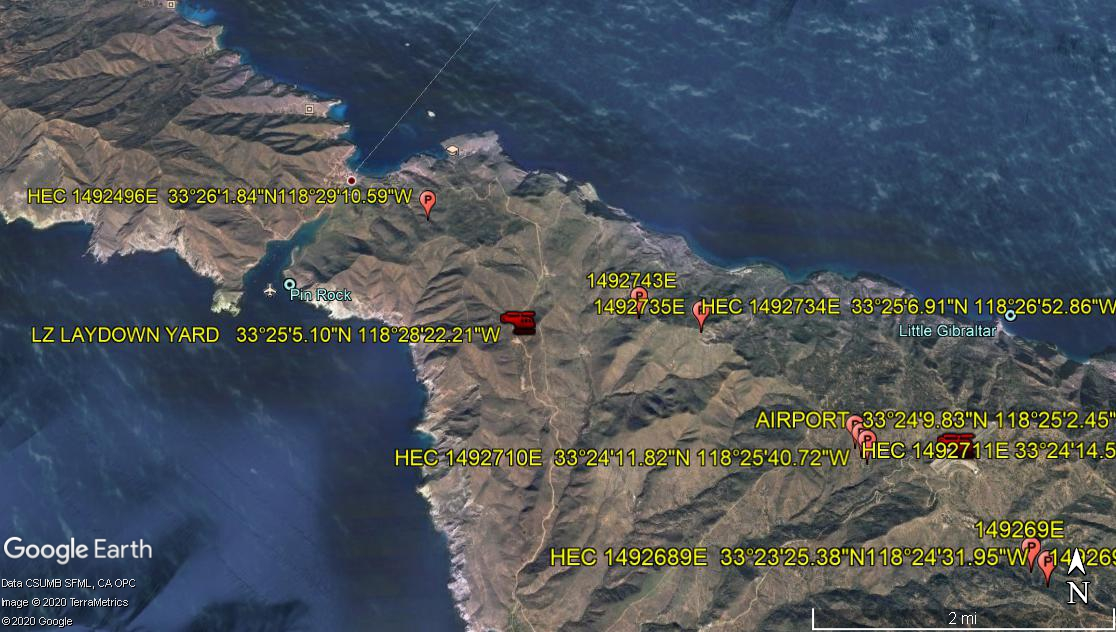 HEC 1492496E 33°26'1.84"N118°29'10.59"W
1492743E
Pin Rock
1492735E HEC 1492734E 33°25'6.91"N 118°26'52.86"W
LZ LAYDOWN YARD 33°25'5.10"N 118°28'22.21"W
Little Gibraltar
AIRPORT 33°24'9.83"N 118°25'2.45"
HEC 1492710E 33°24'11.82"N 118°25'40.72"W
HEC 1492711E 33°24'14.5
149269E
HEC 1492689E 33°23'25.38"N118°24'31.95"W
149269
Google Earth
Data CSUMB SFML, CA OPC
Image © 2020 TerraMetrics
© 2020 Google
N
2 mi